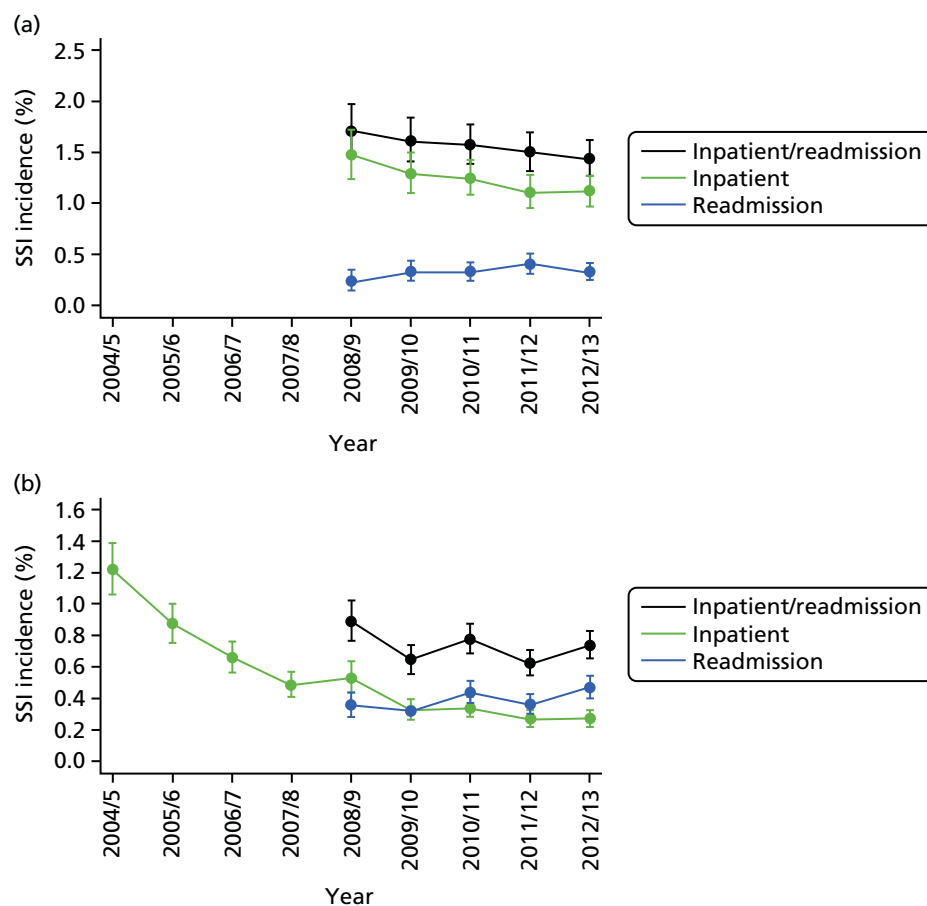 (a)
2.5
2.0
1.5
1.0
0.5
0.0
SSI incidence (%)
2004/5
2005/6
2006/7
2007/8
2008/9
2009/10
2010/11
2011/12
2012/13
Year
Inpatient/readmission
Inpatient
Readmission
(b)
1.6
1.4
1.2
1.0
0.8
0.6
0.4
0.2
0.0
SSI incidence (%)
2004/5
2005/6
2006/7
2007/8
2008/9
2009/10
2010/11
2011/12
2012/13
Year
Inpatient/readmission
Inpatient
Readmission